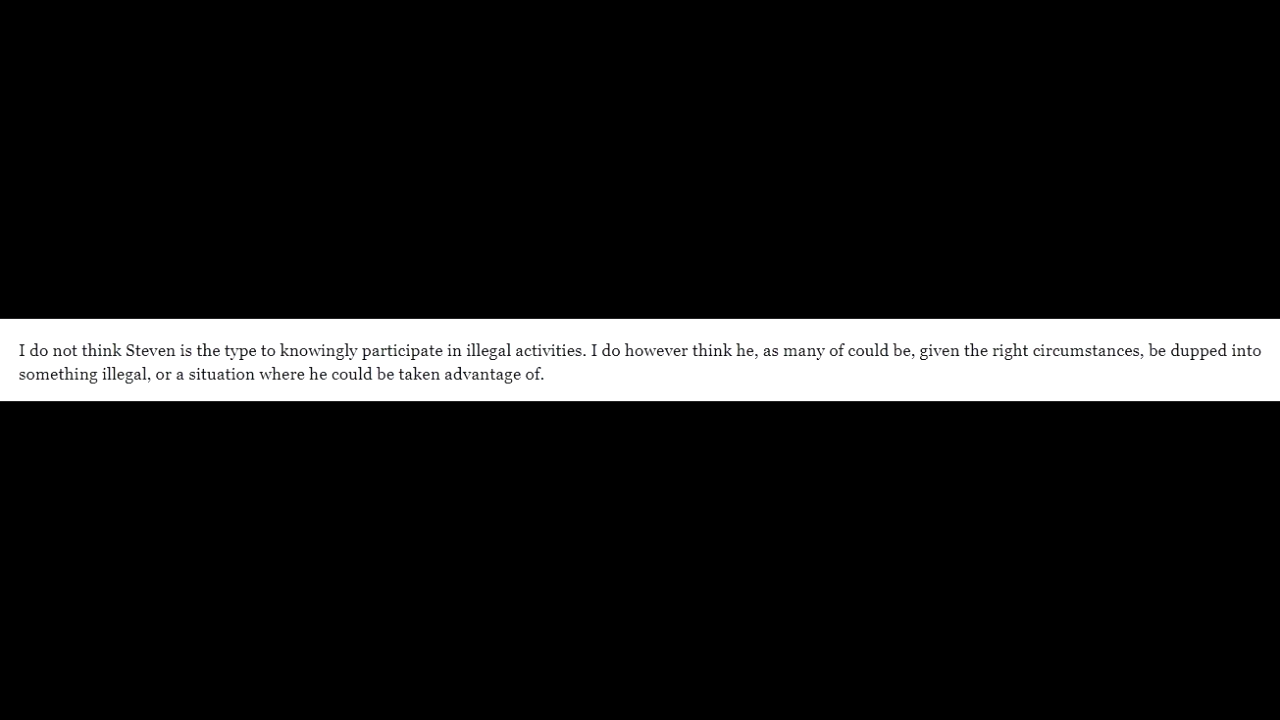 I do not think Steven is the type to knowingly participate in illegal activities. I do however think he, as many of could be, given the right circumstances, be dupped into
something illegal, or a situation where he could be taken advantage of.